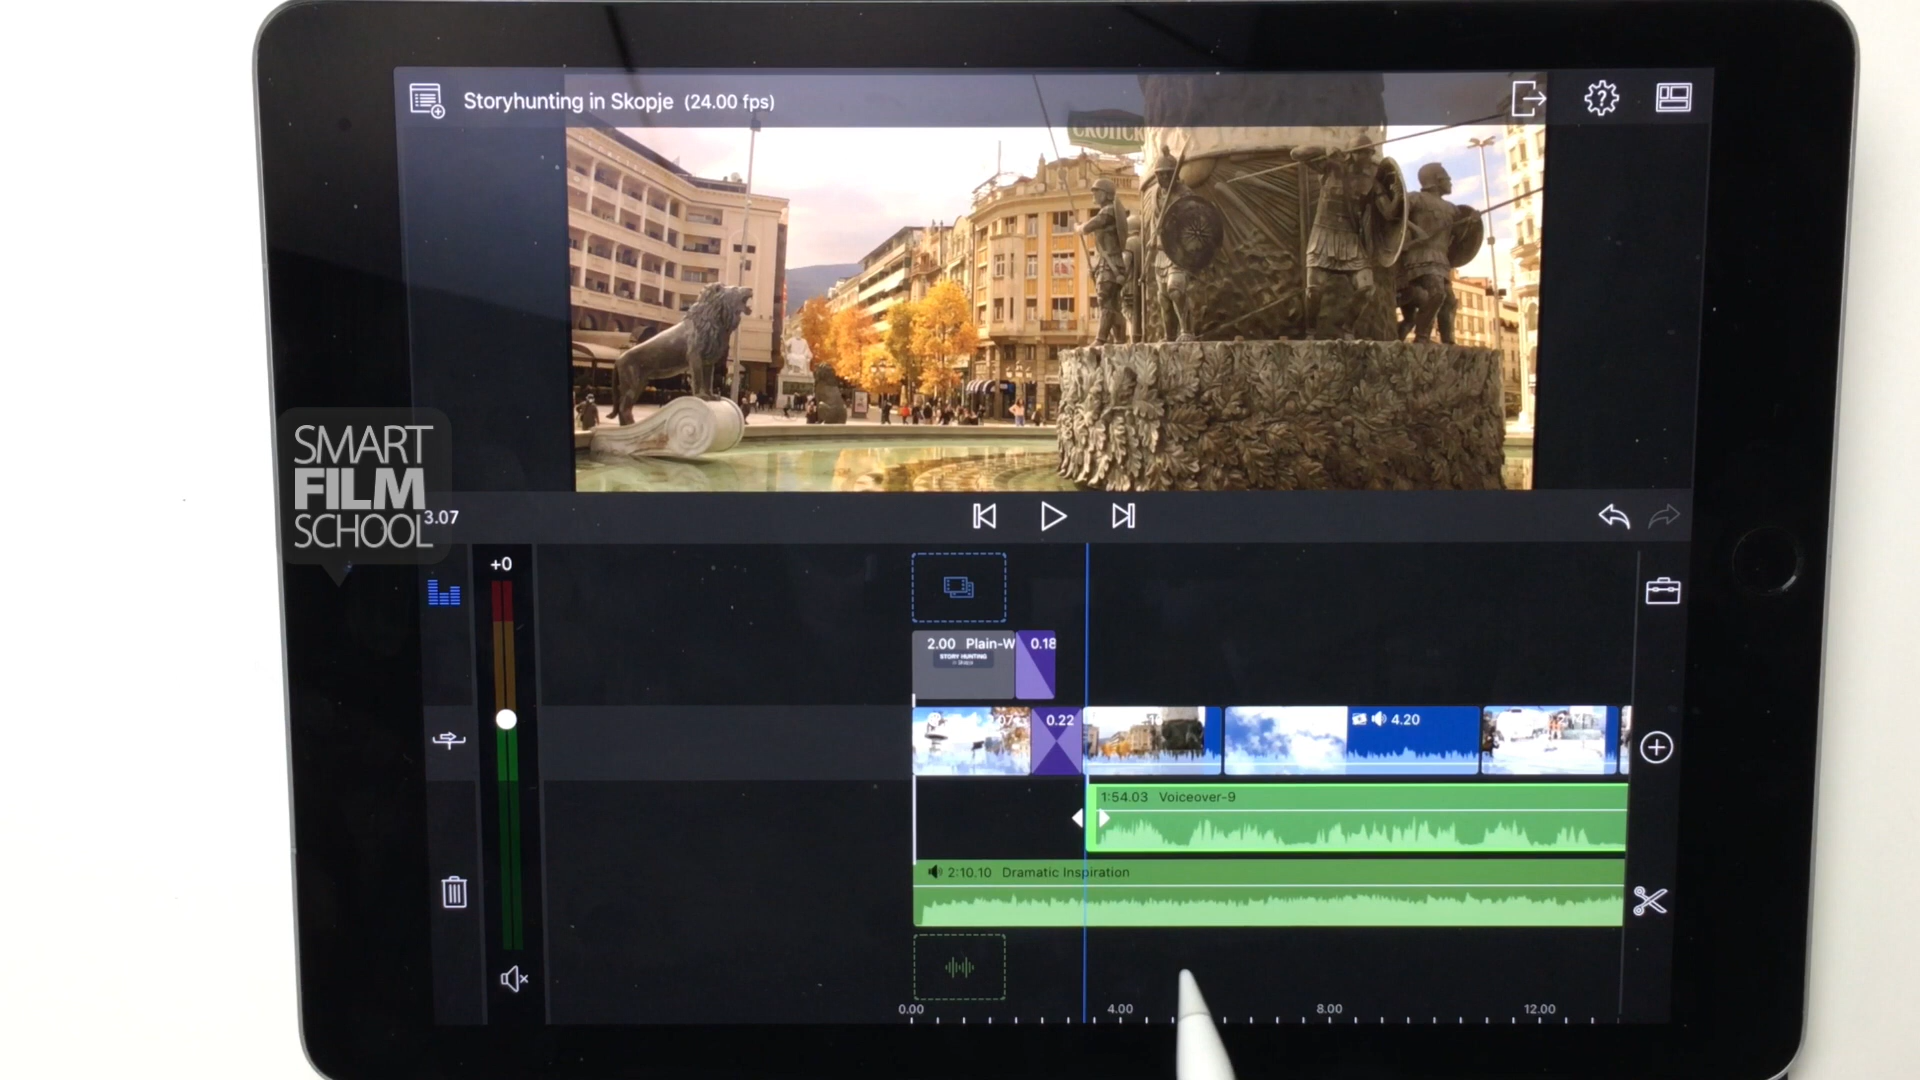 Storyhunting in Skopje (24.00 fps)
SMART
FILM
SCHOOL
3.07
+0
2.00 Plain-W
0.18
STORY HUNTING
0.22
4.20
1:54.03 Voiceover-9
2:10.10 Dramatic Inspiration
0.00
4.00
8.00
12.00